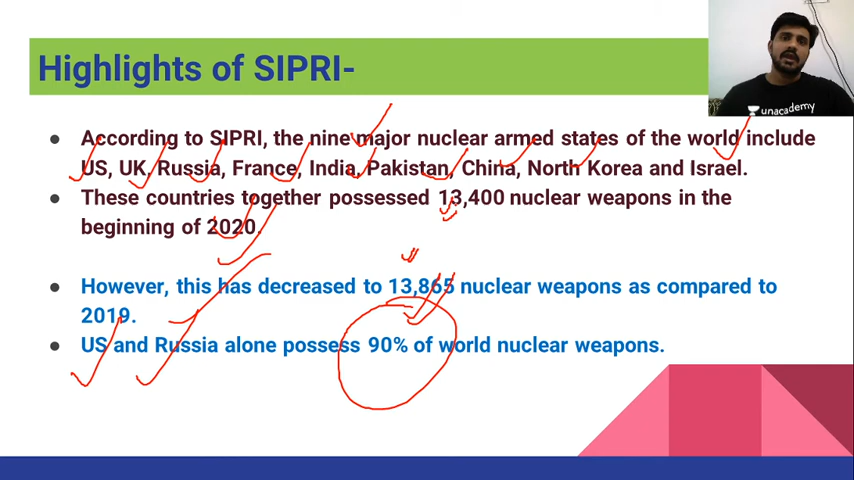 Highlights of SIPRI-
unacademy
● According to SIPRI, the nine major nuclear armed states of the world include
US, UK, Russia, France, India, Pakistan, China, North Korea and Israel.
● These countries together possessed 13,400 nuclear weapons in the
beginning of 2020.
● However, this has decreased to 13,865 nuclear weapons as compared to
2019.
● US and Russia alone possess 90% of world nuclear weapons.